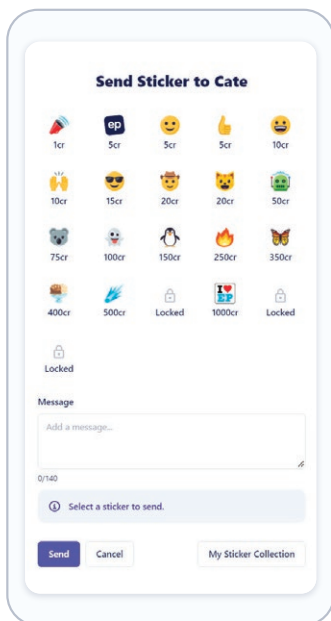 Send Sticker to Cate
ep
1cr 5cr 5cr 5cr 10cr
10cr 15cr 20cr 20cr 50cr
75cr 100cr 150cr 250cr 350cr
I ❤ EP
400cr 500cr Locked 1000cr Locked
Locked
Message
Add a message...
0/140
Select a sticker to send.
Send Cancel My Sticker Collection